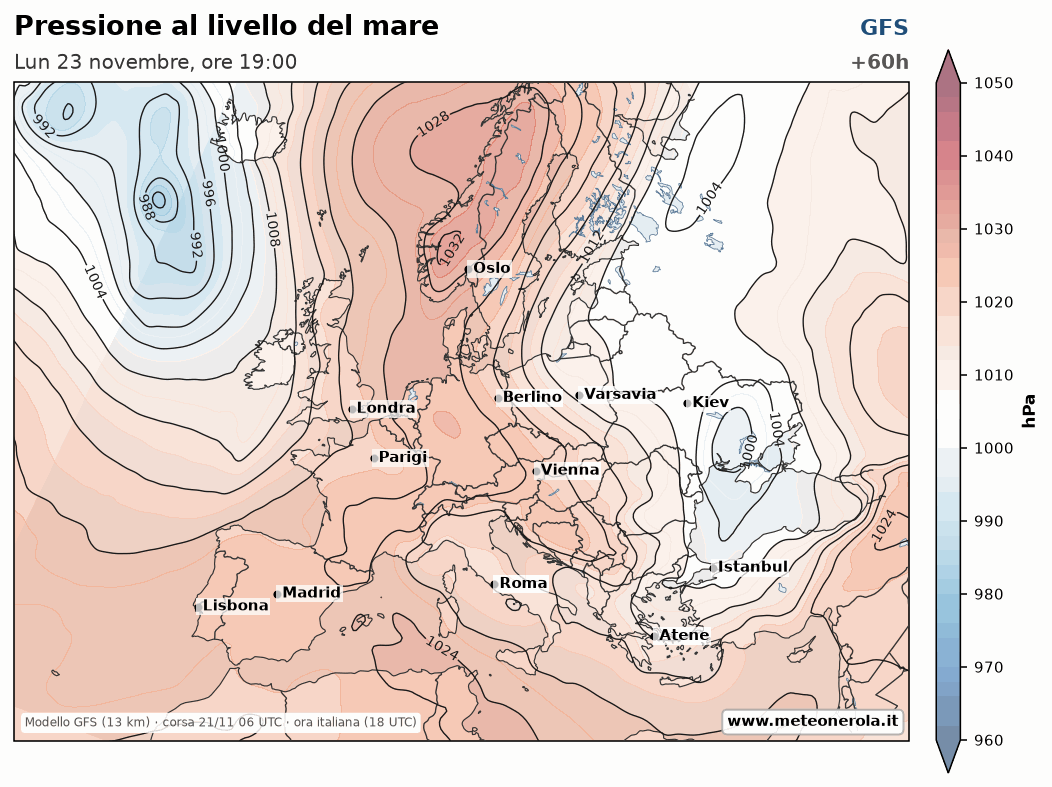 Pressione al livello del mare
GFS
Lun 23 novembre, ore 19:00
+60h
1050
1040
1030
1020
1010
1000
990
980
970
960
hPa
992
1000
996
988
992
1004
1008
1028
1032
1012
1004
1004
1000
1024
1024
Oslo
Londra
Berlino
Varsavia
Kiev
Parigi
Vienna
Istanbul
Roma
Madrid
Lisbona
Atene
Modello GFS (13 km) · corsa 21/11 06 UTC · ora italiana (18 UTC)
www.meteonerola.it